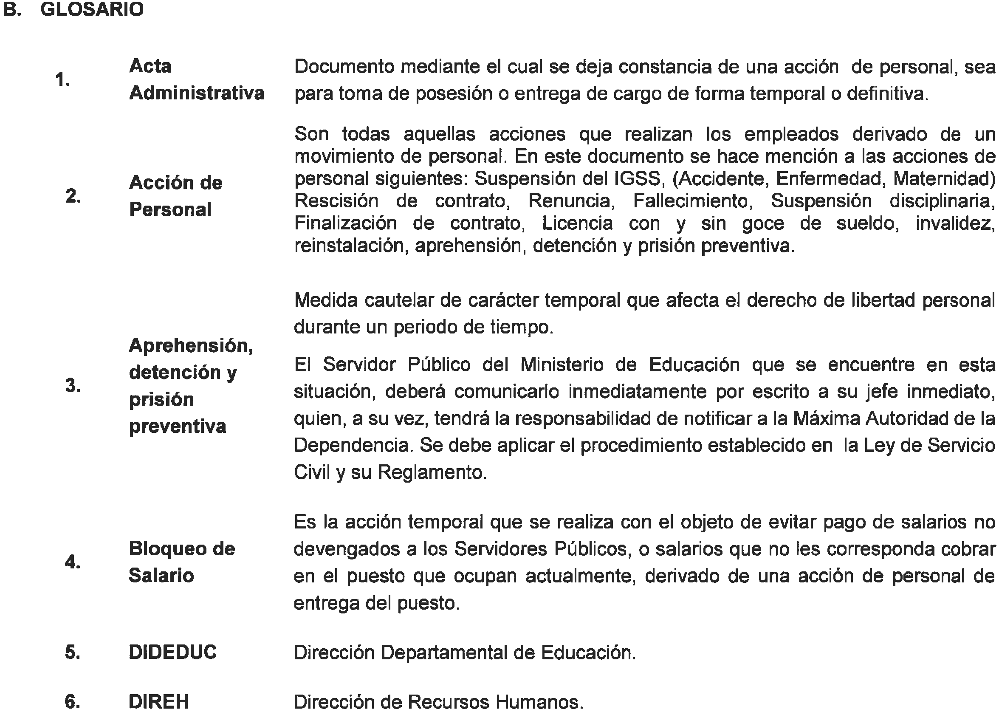 B. GLOSARIO
1.
Acta
Administrativa
Documento mediante el cual se deja constancia de una acción de personal, sea
para toma de posesión o entrega de cargo de forma temporal o definitiva.
2.
Acción de
Personal
Son todas aquellas acciones que realizan los empleados derivado de un
movimiento de personal. En este documento se hace mención a las acciones de
personal siguientes: Suspensión del IGSS, (Accidente, Enfermedad, Maternidad)
Rescisión de contrato, Renuncia, Fallecimiento, Suspensión disciplinaria,
Finalización de contrato, Licencia con y sin goce de sueldo, invalidez,
reinstalación, aprehensión, detención y prisión preventiva.
3.
Aprehensión,
detención y
prisión
preventiva
Medida cautelar de carácter temporal que afecta el derecho de libertad personal
durante un periodo de tiempo.
El Servidor Público del Ministerio de Educación que se encuentre en esta
situación, deberá comunicarlo inmediatamente por escrito a su jefe inmediato,
quien, a su vez, tendrá la responsabilidad de notificar a la Máxima Autoridad de la
Dependencia. Se debe aplicar el procedimiento establecido en la Ley de Servicio
Civil y su Reglamento.
4.
Bloqueo de
Salario
Es la acción temporal que se realiza con el objeto de evitar pago de salarios no
devengados a los Servidores Públicos, o salarios que no les corresponda cobrar
en el puesto que ocupan actualmente, derivado de una acción de personal de
entrega del puesto.
5. DIDEDUC Dirección Departamental de Educación.
6. DIREH Dirección de Recursos Humanos.